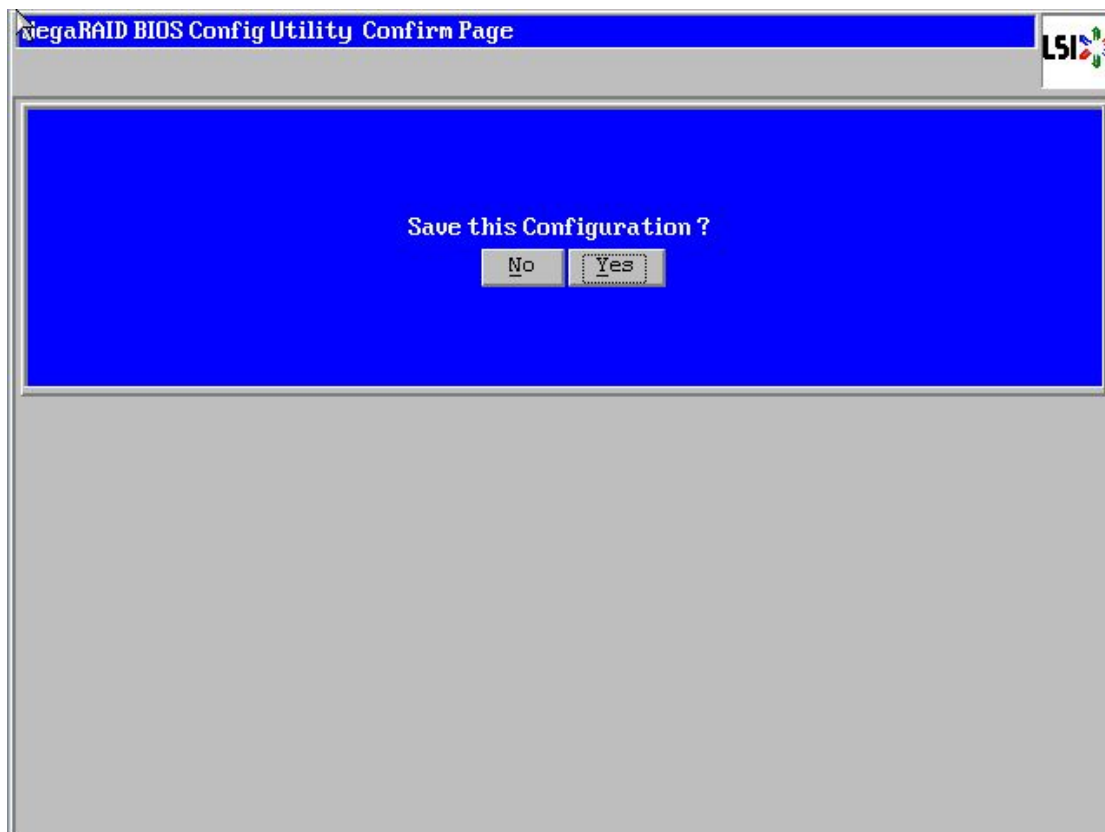 MegaRAID BIOS Config Utility Confirm Page
LSI
Save this Configuration ?
No
Yes